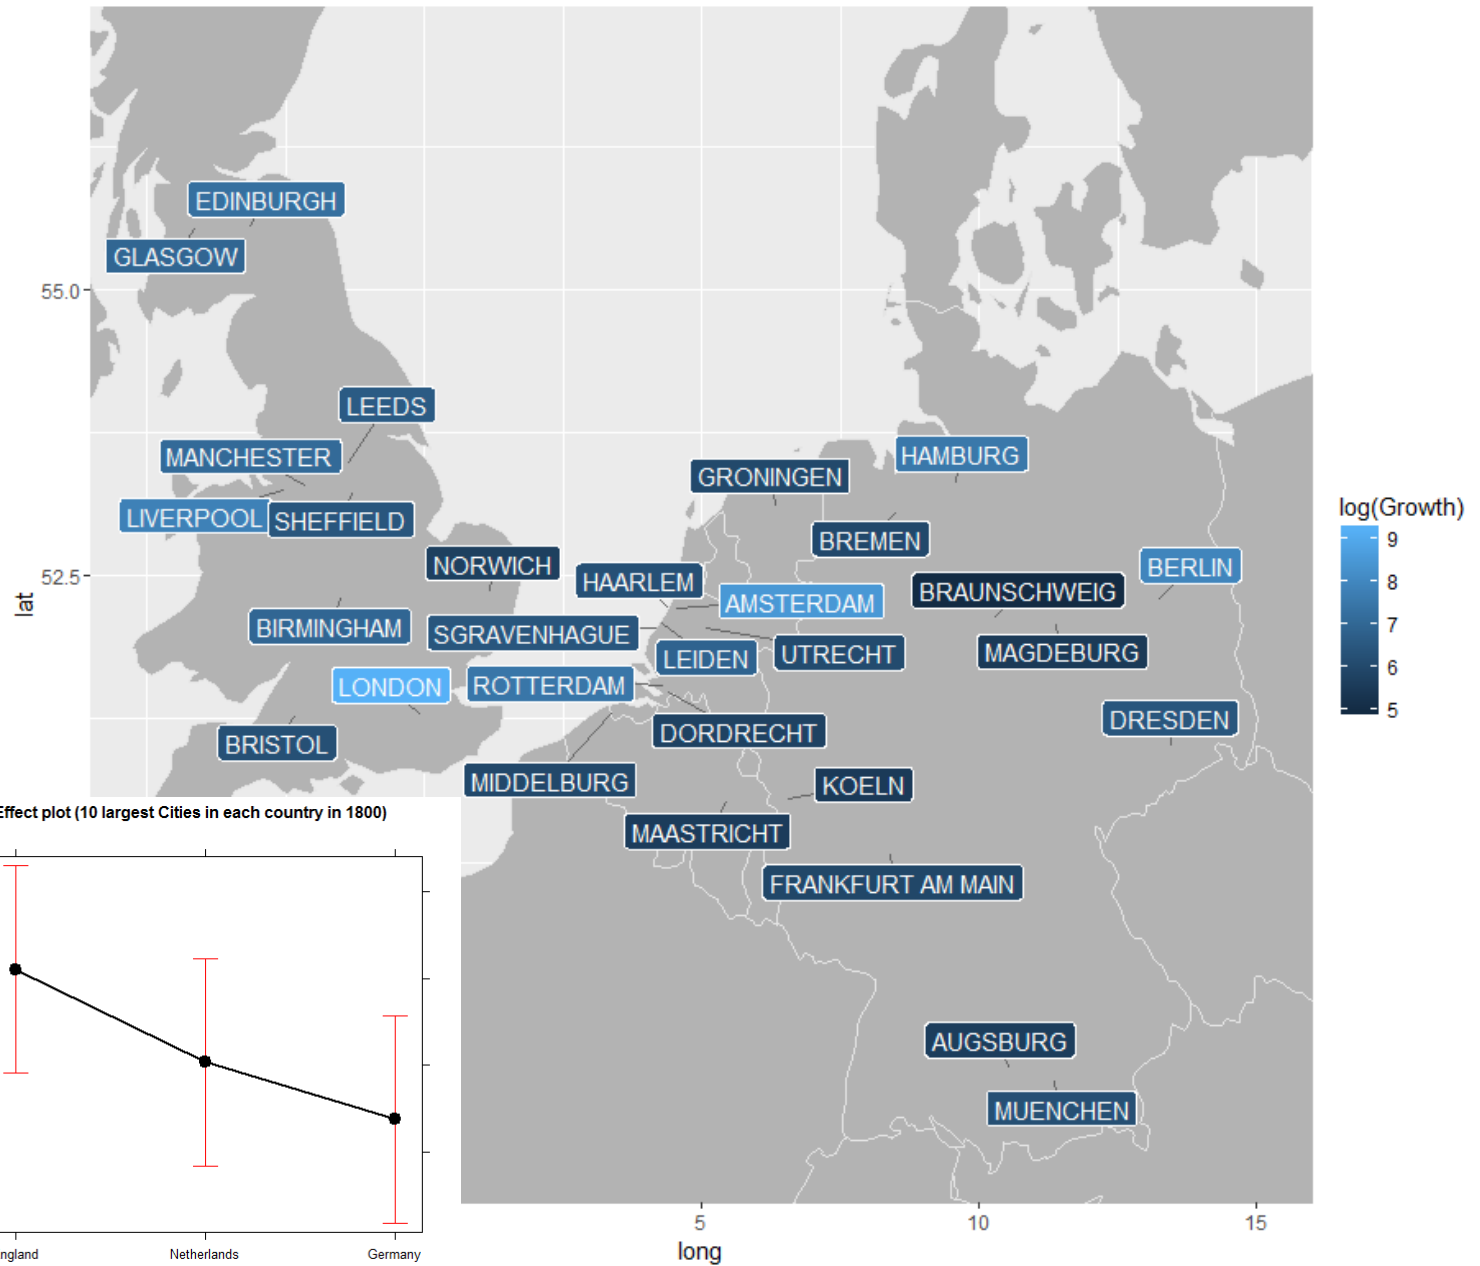 EDINBURGH
GLASGOW
55.0
LEEDS
MANCHESTER
HAMBURG
GRONINGEN
log(Growth)
LIVERPOOL
SHEFFIELD
BREMEN
9
NORWICH
BERLIN
52.5
HAARLEM
8
BRAUNSCHWEIG
AMSTERDAM
lat
BIRMINGHAM
SGRAVENHAGUE
7
UTRECHT
MAGDEBURG
LEIDEN
6
LONDON
ROTTERDAM
5
DRESDEN
DORDRECHT
BRISTOL
MIDDELBURG
KOELN
Effect plot (10 largest Cities in each country in 1800)
MAASTRICHT
FRANKFURT AM MAIN
AUGSBURG
MUENCHEN
5
10
15
long
ngland
Netherlands
Germany